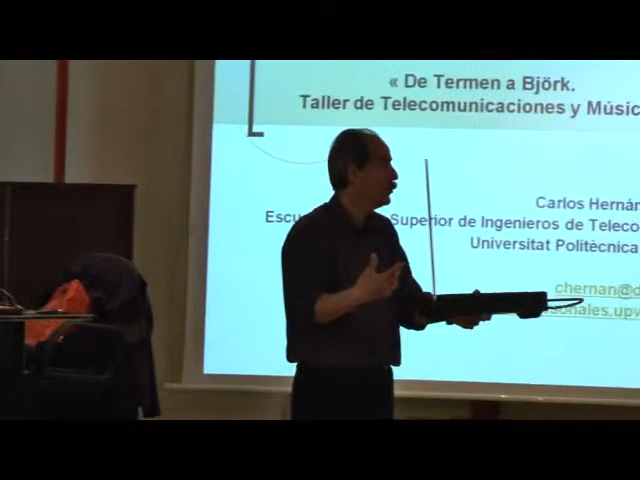 « De Termen a Björk.
Taller de Telecomunicaciones y Músic
Carlos Hernán
Escu Superior de Ingenieros de Teleco
Universitat Politècnica
chernan@d
sonales.upv